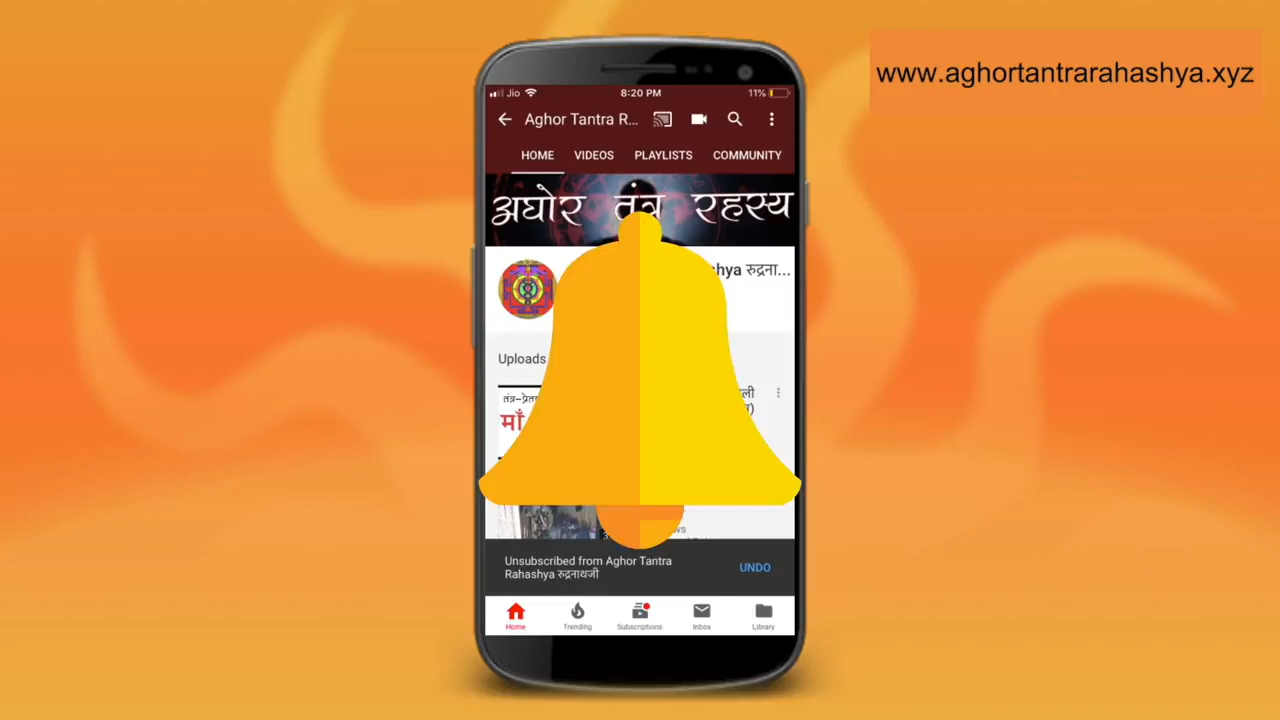 www.aghortantrarahashya.xyz
Jio 8:20 PM 11%
Aghor Tantra R...
HOME VIDEOS PLAYLISTS COMMUNITY
अघोर तंत्र रहस्य
रुद्रना...
Uploads
माँ
Unsubscribed from Aghor Tantra
Rahashya रुद्रनाथजी
UNDO
Home Trending Subscriptions Inbox Library